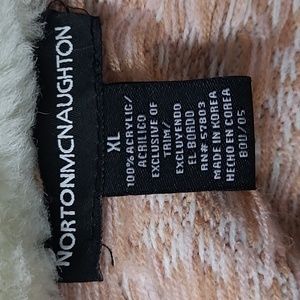 NORTONMCNAUGHTON
XL
100% ACRYLIC/
ACRILICO
EXCLUSIVE OF
TRIM/
EXCLUYENDO
EL BORDO
RN# 57803
MADE IN KOREA
HECHO EN COREA
BOU/05